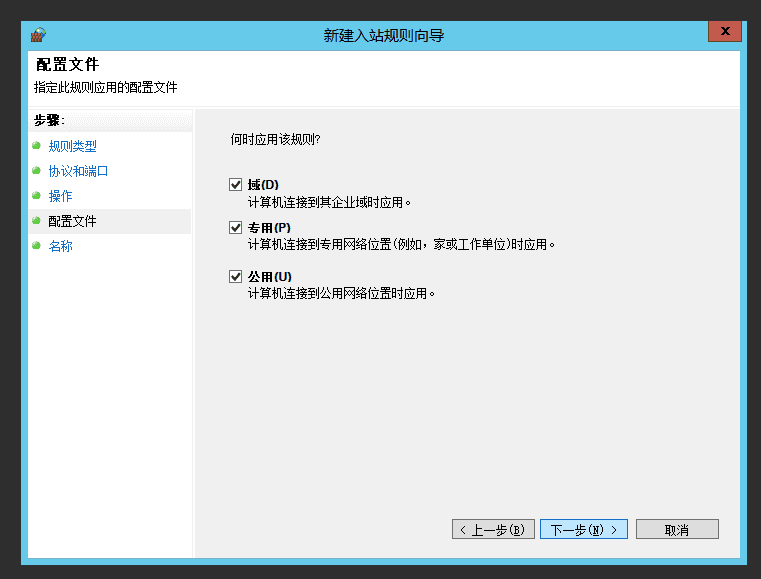 新建入站规则向导
x
配置文件
指定此规则应用的配置文件
步骤:
规则类型
协议和端口
操作
配置文件
名称
何时应用该规则?
域(D)
计算机连接到其企业域时应用。
专用(P)
计算机连接到专用网络位置(例如，家或工作单位)时应用。
公用(U)
计算机连接到公用网络位置时应用。
< 上一步(B)
下一步(N) >
取消